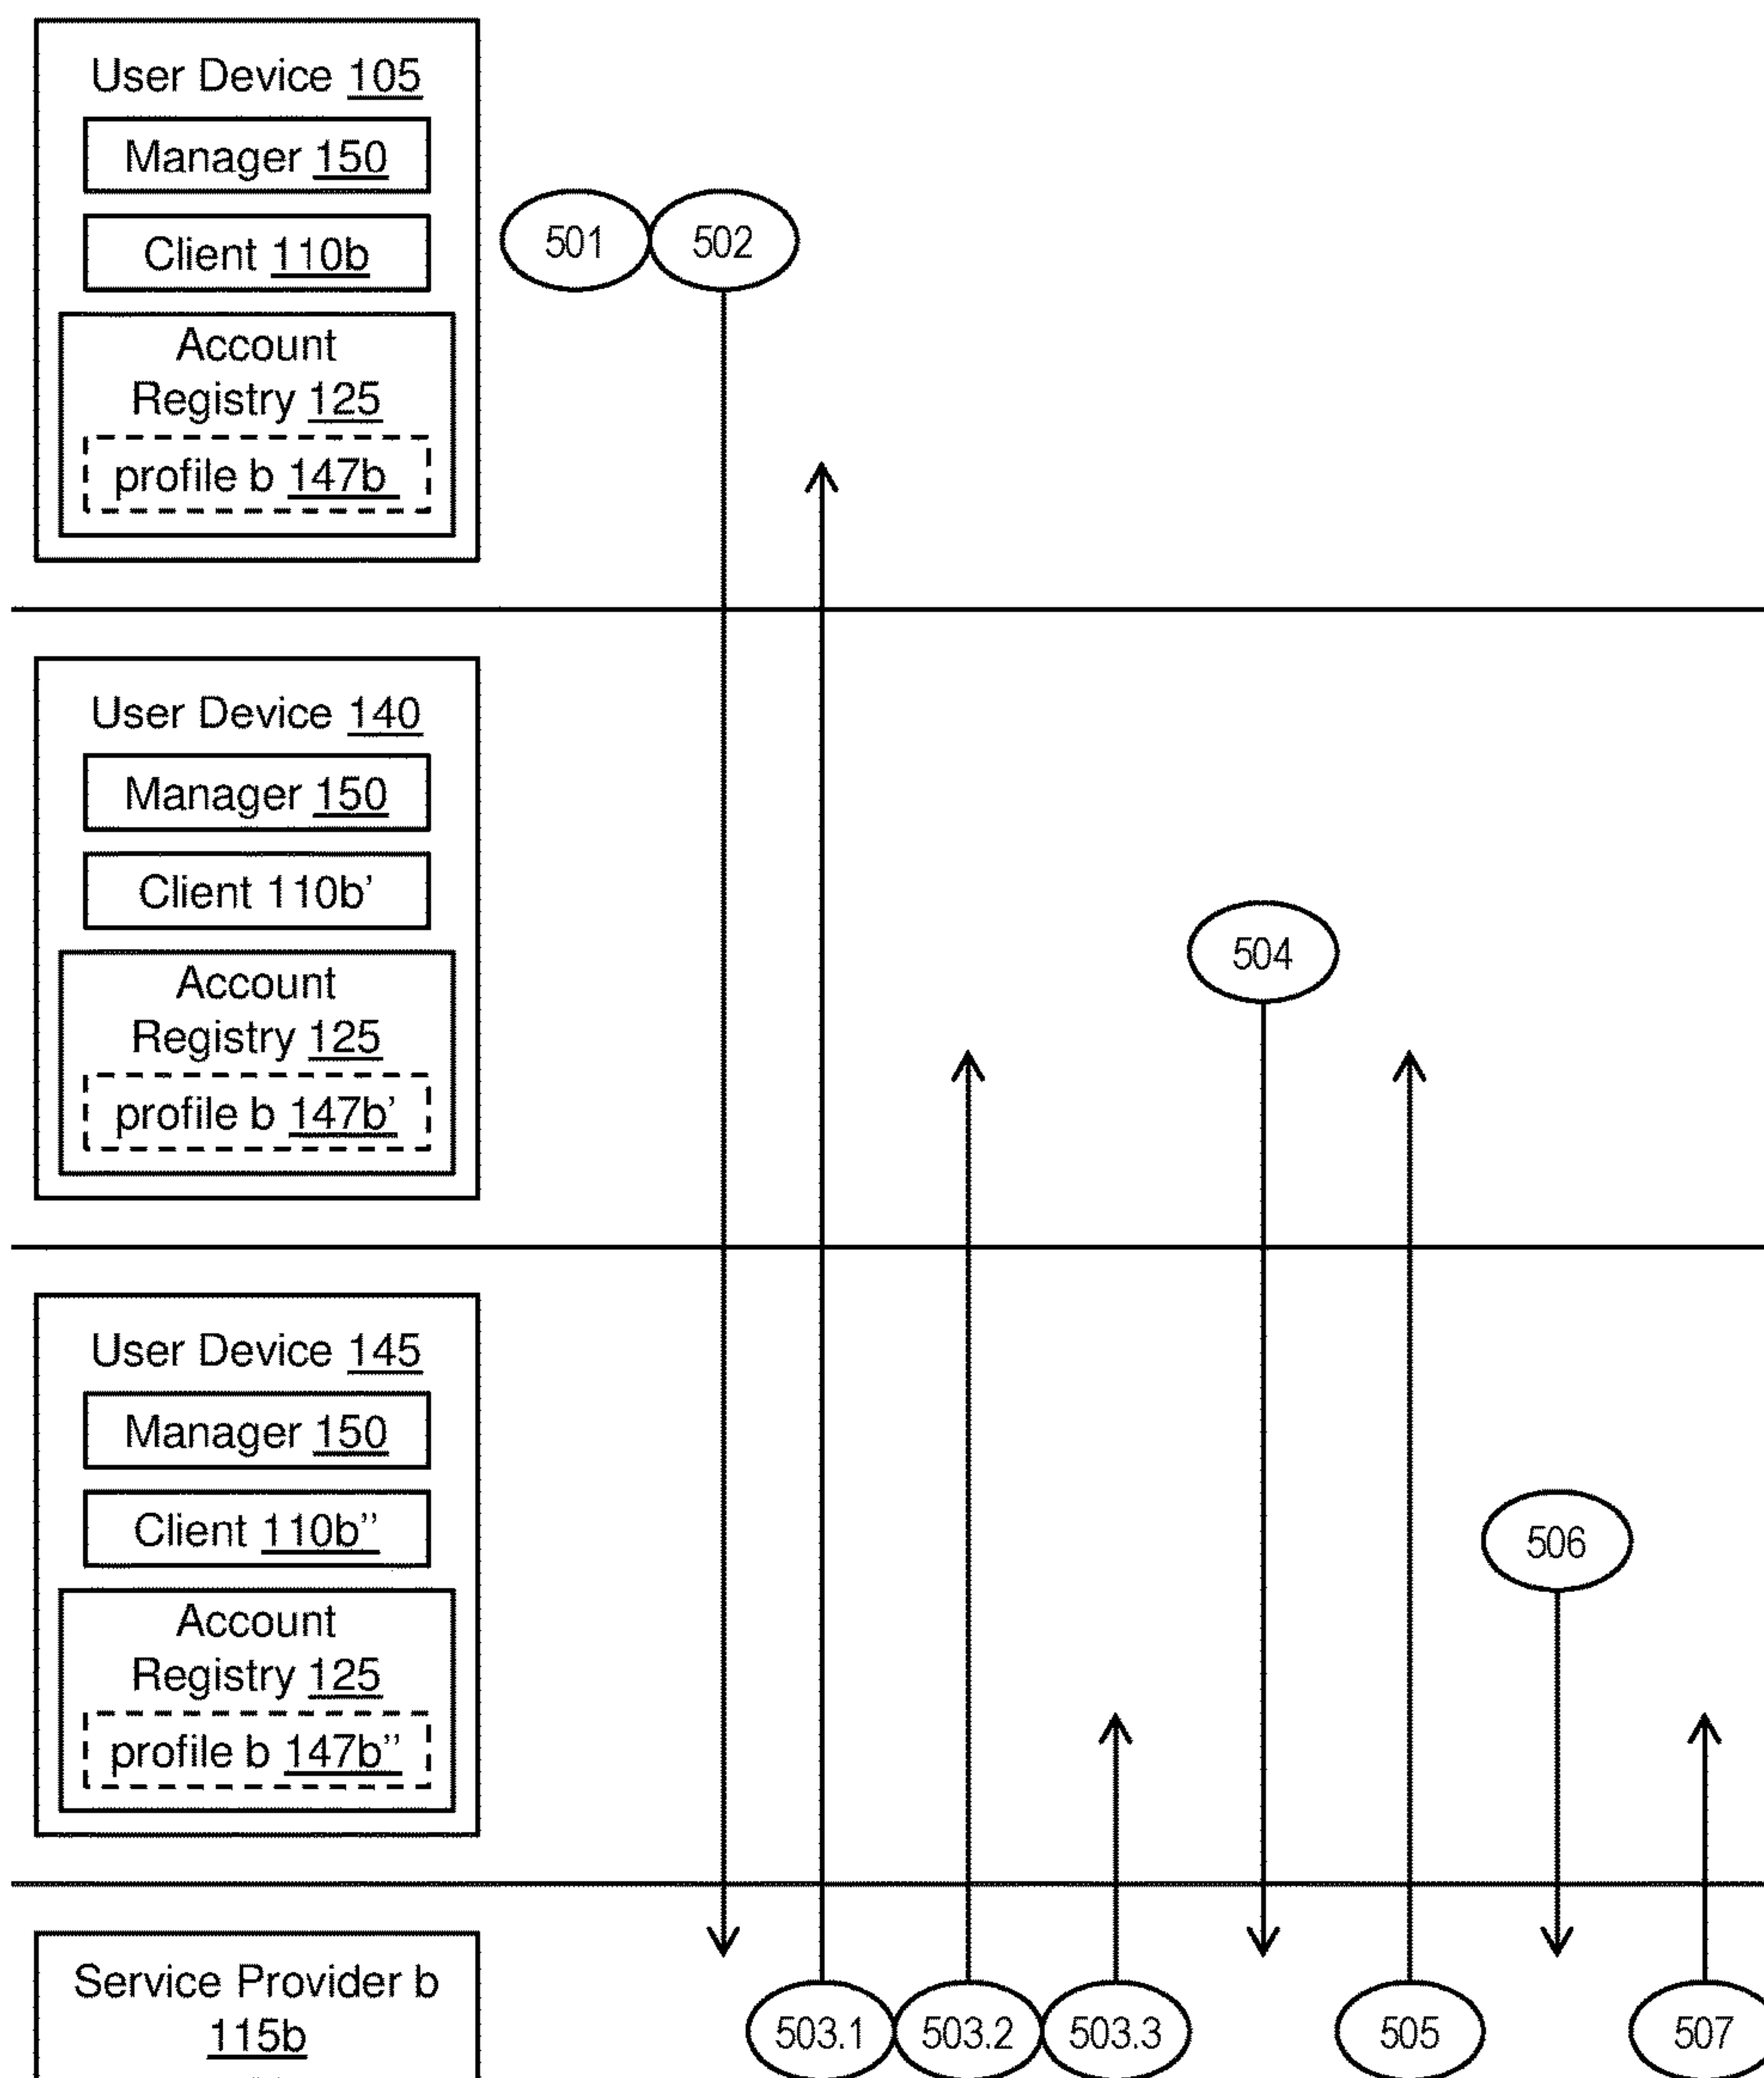 User Device 105
Manager 150
Client 110b
Account
Registry 125
profile b 147b
501
502
User Device 140
Manager 150
Client 110b’
Account
Registry 125
profile b 147b’
504
User Device 145
Manager 150
Client 110b’’
Account
Registry 125
profile b 147b’’
506
Service Provider b
115b
503.1
503.2
503.3
505
507